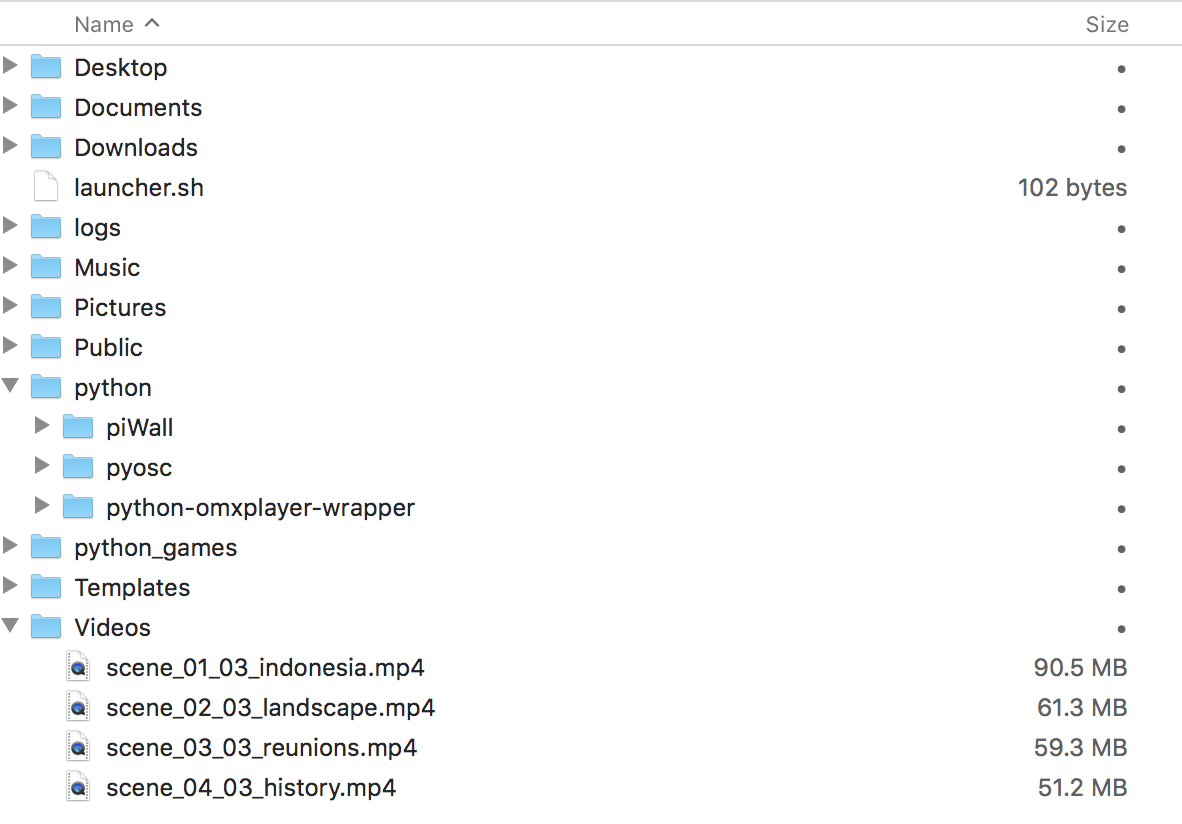 Name Size
Desktop
Documents
Downloads
launcher.sh 102 bytes
logs
Music
Pictures
Public
python
piWall
pyosc
python-omxplayer-wrapper
python_games
Templates
Videos
scene_01_03_indonesia.mp4 90.5 MB
scene_02_03_landscape.mp4 61.3 MB
scene_03_03_reunions.mp4 59.3 MB
scene_04_03_history.mp4 51.2 MB